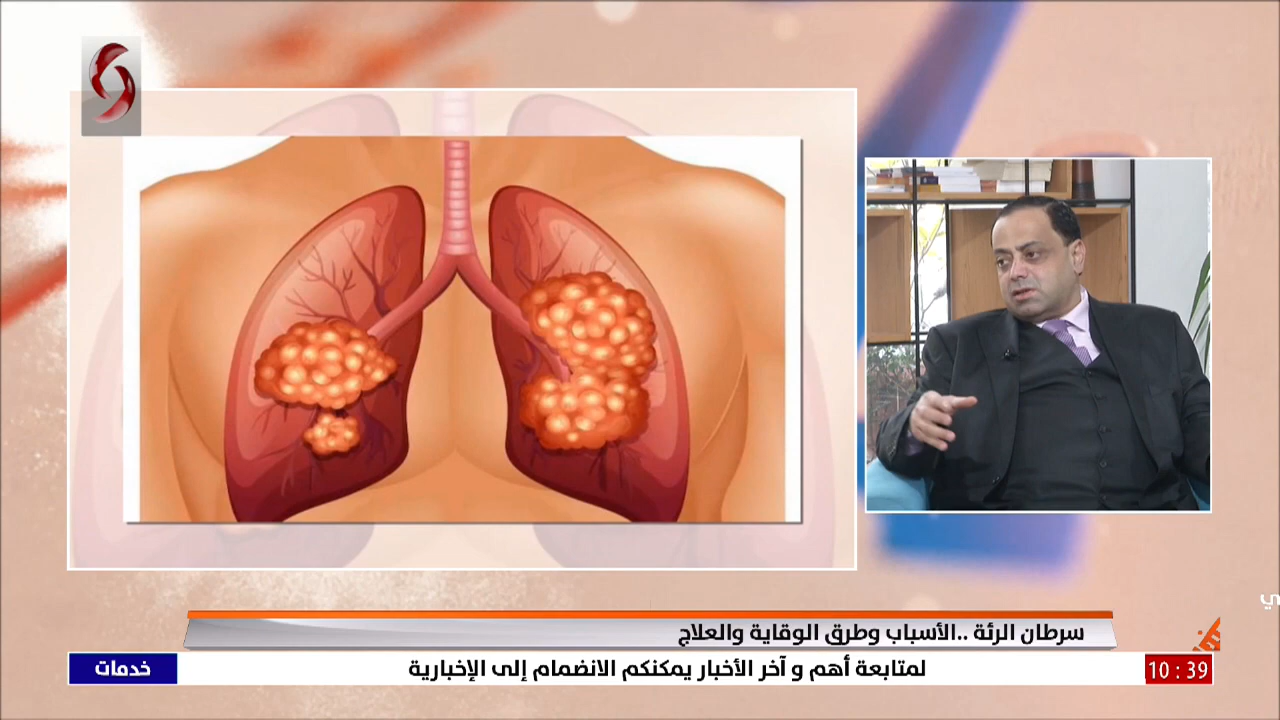 سرطان الرئة ..الأسباب وطرق الوقاية والعلاج
خدمات
لمتابعة أهم و آخر الأخبار يمكنكم الانضمام إلى الإخبارية
10 : 39